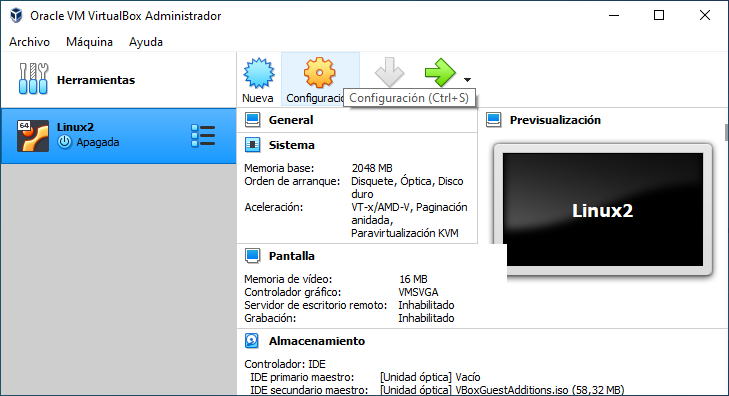 Oracle VM VirtualBox Administrador
Archivo Máquina Ayuda
Herramientas
Nueva
Configuración (Ctrl+S)
64
Linux2
Apagada
General
Sistema
Memoria base: 2048 MB
Orden de arranque: Disquete, Óptica, Disco
duro
Aceleración: VT-x/AMD-V, Paginación
anidada,
Paravirtualización KVM
Previsualización
Linux2
Pantalla
Memoria de vídeo: 16 MB
Controlador gráfico: VMSVGA
Servidor de escritorio remoto: Inhabilitado
Grabación: Inhabilitado
Almacenamiento
Controlador: IDE
IDE primario maestro: [Unidad óptica] Vacío
IDE secundario maestro: [Unidad óptica] VBoxGuestAdditions.iso (58,32 MB)